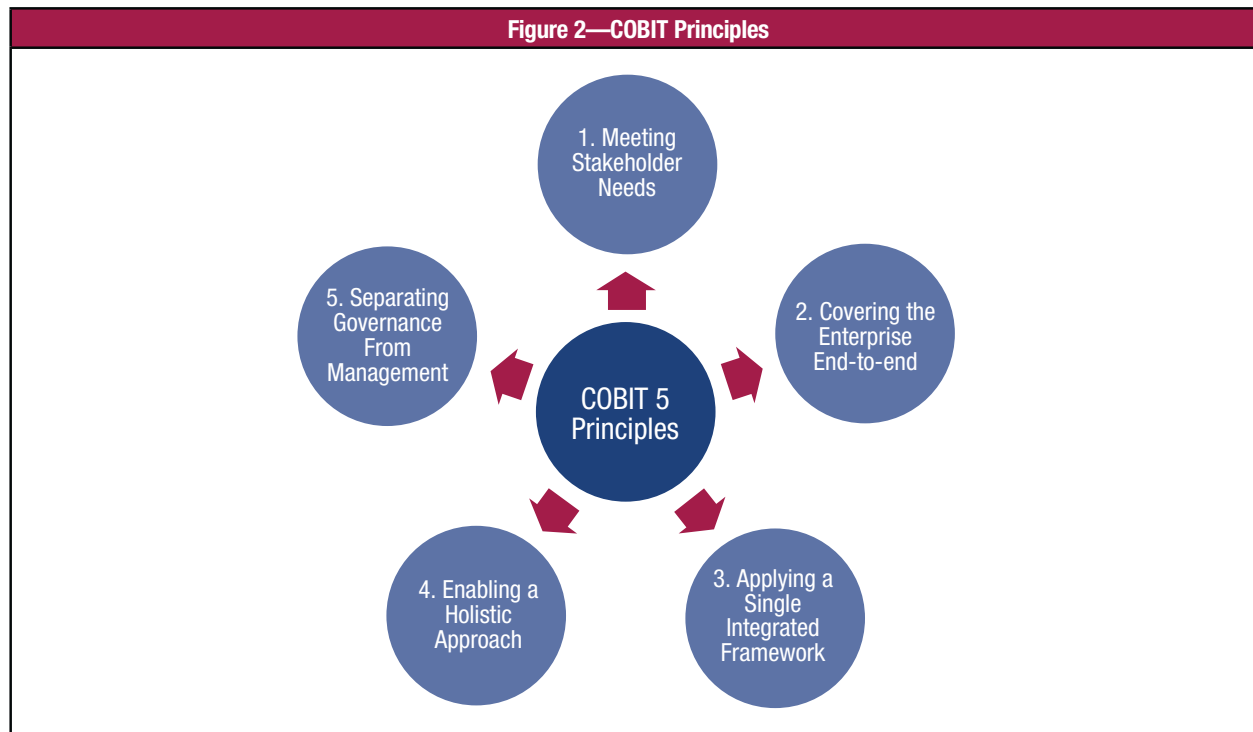 Figure 2—COBIT Principles
1. Meeting
Stakeholder
Needs
2. Covering the
Enterprise
End-to-end
3. Applying a
Single
Integrated
Framework
4. Enabling a
Holistic
Approach
5. Separating
Governance
From
Management
COBIT 5
Principles